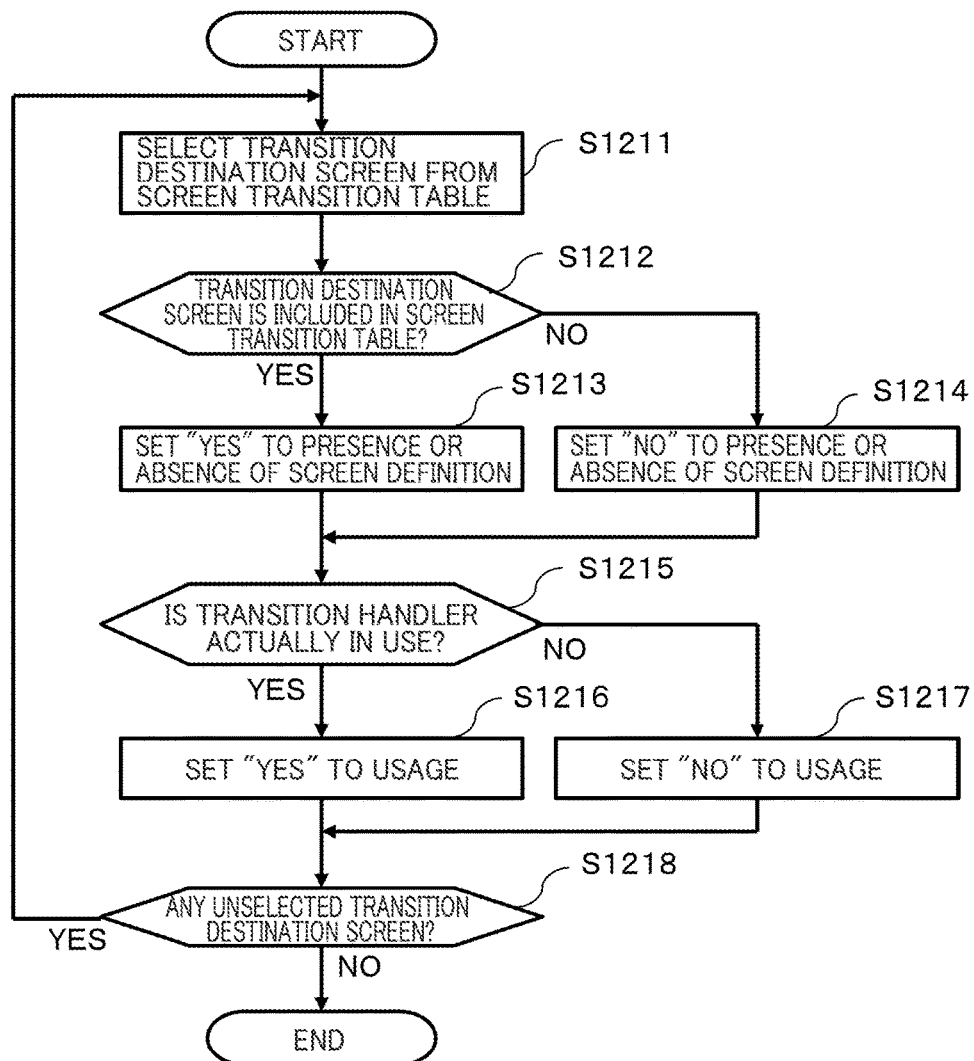 START
SELECT TRANSITION
DESTINATION SCREEN FROM
SCREEN TRANSITION TABLE
S1211
TRANSITION DESTINATION
SCREEN IS INCLUDED IN SCREEN
TRANSITION TABLE?
S1212
NO
YES
S1213
SET "YES" TO PRESENCE OR
ABSENCE OF SCREEN DEFINITION
S1214
SET "NO" TO PRESENCE OR
ABSENCE OF SCREEN DEFINITION
S1215
IS TRANSITION HANDLER
ACTUALLY IN USE?
NO
YES
S1216
SET "YES" TO USAGE
S1217
SET "NO" TO USAGE
S1218
ANY UNSELECTED TRANSITION
DESTINATION SCREEN?
YES
NO
END